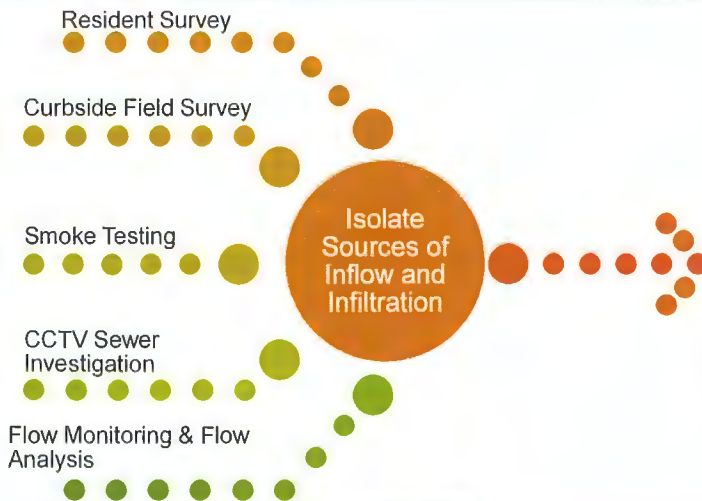 Resident Survey
Curbside Field Survey
Smoke Testing
CCTV Sewer
Investigation
Flow Monitoring & Flow
Analysis
Isolate
Sources of
Inflow and
Infiltration